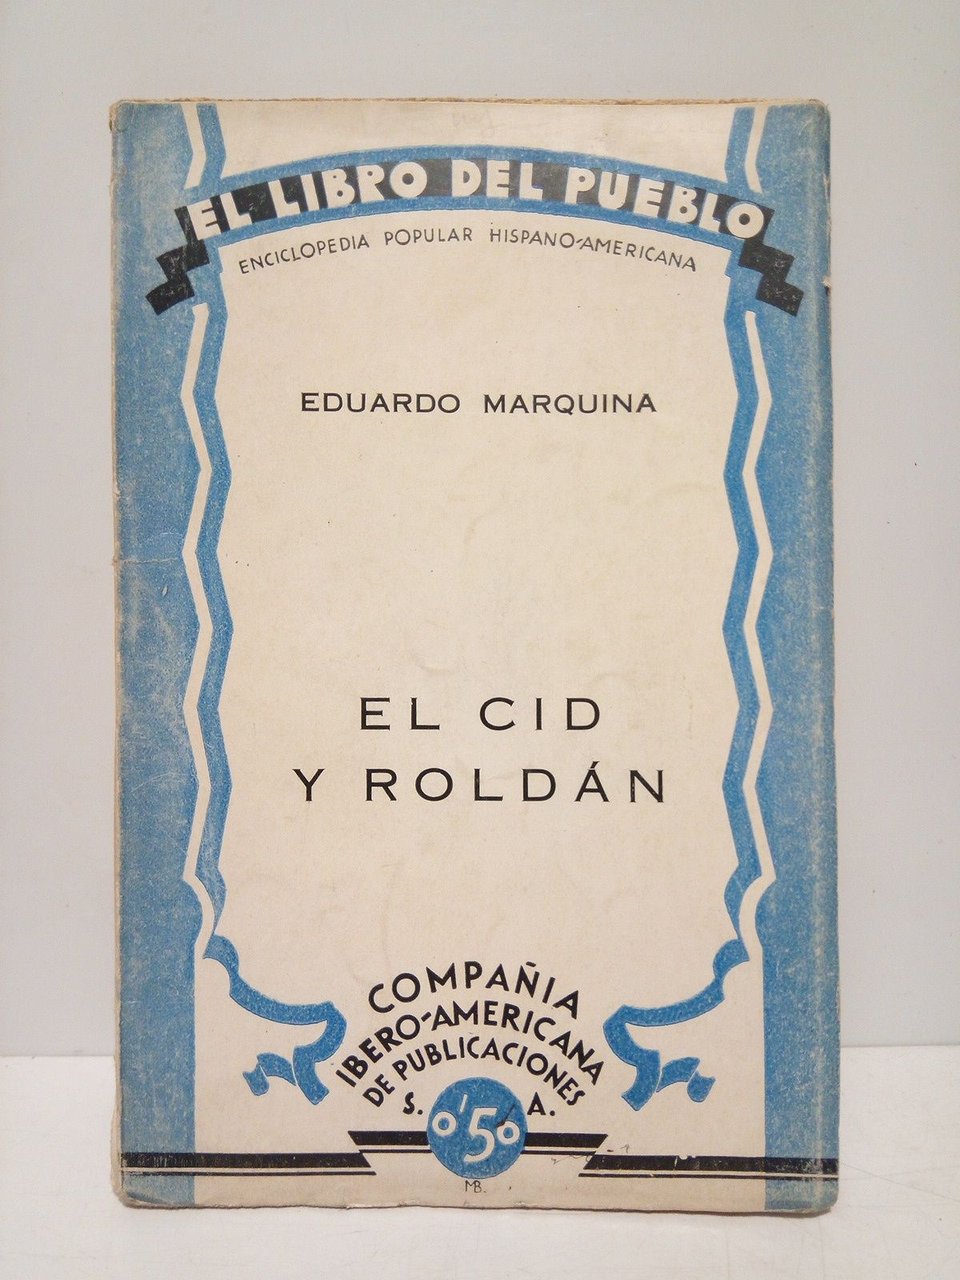 EL LIBRO DEL PUEBLO
ENCICLOPEDIA POPULAR HISPANO-AMERICANA
EDUARDO MARQUINA
EL CID
Y ROLDÁN
COMPAÑIA
IBERO-AMERICANA
DE PUBLICACIONES
S. A.
0'50
MB.